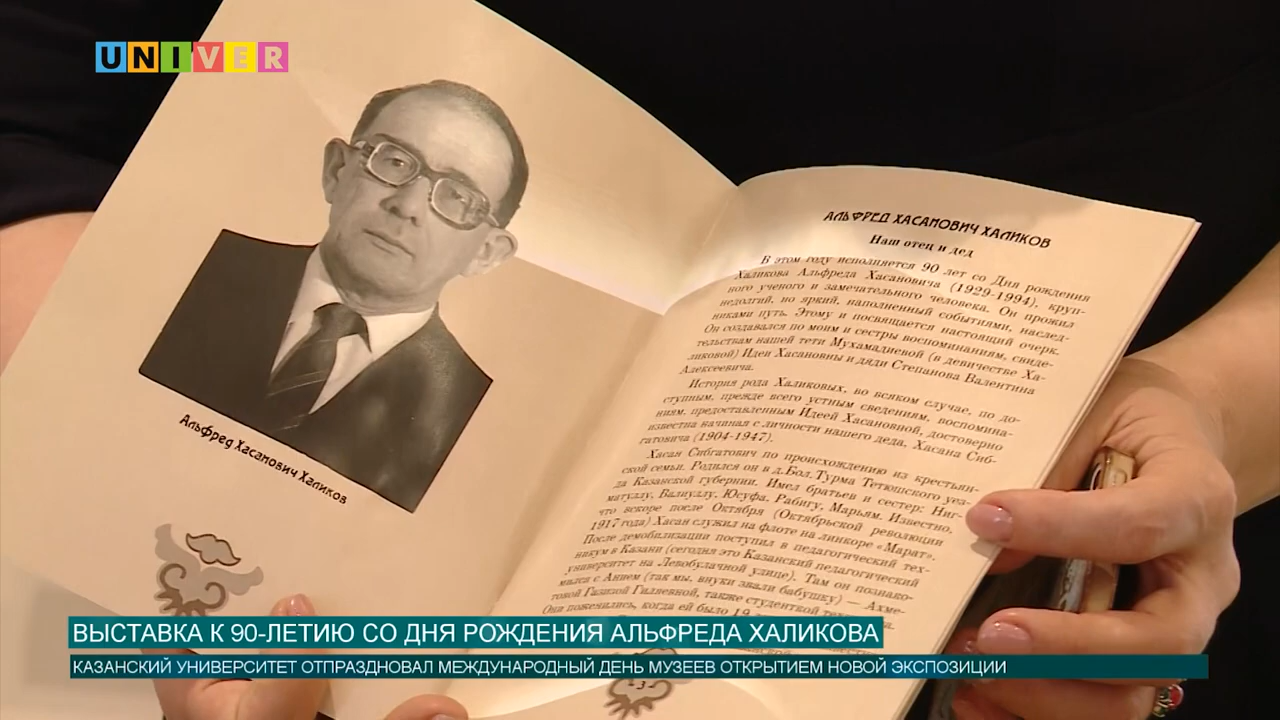 UNIVER
Альфред Хасанович Халиков
АЛЬФРЕД ХАСАНОВИЧ ХАЛИКОВ
Наш отец и дед
В этом году исполняется 90 лет со Дня рождения
Халикова Альфреда Хасановича (1929-1994), круп-
ного ученого и замечательного человека. Он прожил
недолгий, но яркий, наполненный событиями, наслед-
никами путь. Этому и посвящается настоящий очерк.
Он создавался по моим и сестры воспоминаниям, свиде-
тельствам нашей тети Мухамадиевой (в девичестве Ха-
ликовой) Идеи Хасановны и дяди Степанова Валентина
Алексеевича.
История рода Халиковых, во всяком случае, по до-
ступным, прежде всего устным сведениям, воспомина-
ниям, предоставленным Идеей Хасановной, достоверно
известна начиная с личности нашего деда, Хасана Сиб-
гатовича (1904-1947).
Хасан Сибгатович по происхождению из крестьян-
ской семьи. Родился он в д.Бол.Турма Тетюшского уез-
да Казанской губернии. Имел братьев и сестер: Ниг-
матуллу, Валиуллу, Юсуфа, Рабигу, Марьям. Известно,
что вскоре после Октября (Октябрьской революции
1917 года) Хасан служил на флоте на линкоре «Марат».
После демобилизации поступил в педагогический тех-
никум в Казани (сегодня это Казанский педагогический
университет на Левобулачной улице). Там он познако-
мился с Анием (так мы, внуки звали бабушку) — Ахме-
товой Газизой Галяевной, также студенткой
Они поженились, когда ей было 19
3
ВЫСТАВКА К 90-ЛЕТИЮ СО ДНЯ РОЖДЕНИЯ АЛЬФРЕДА ХАЛИКОВА
КАЗАНСКИЙ УНИВЕРСИТЕТ ОТПРАЗДНОВАЛ МЕЖДУНАРОДНЫЙ ДЕНЬ МУЗЕЕВ ОТКРЫТИЕМ НОВОЙ ЭКСПОЗИЦИИ